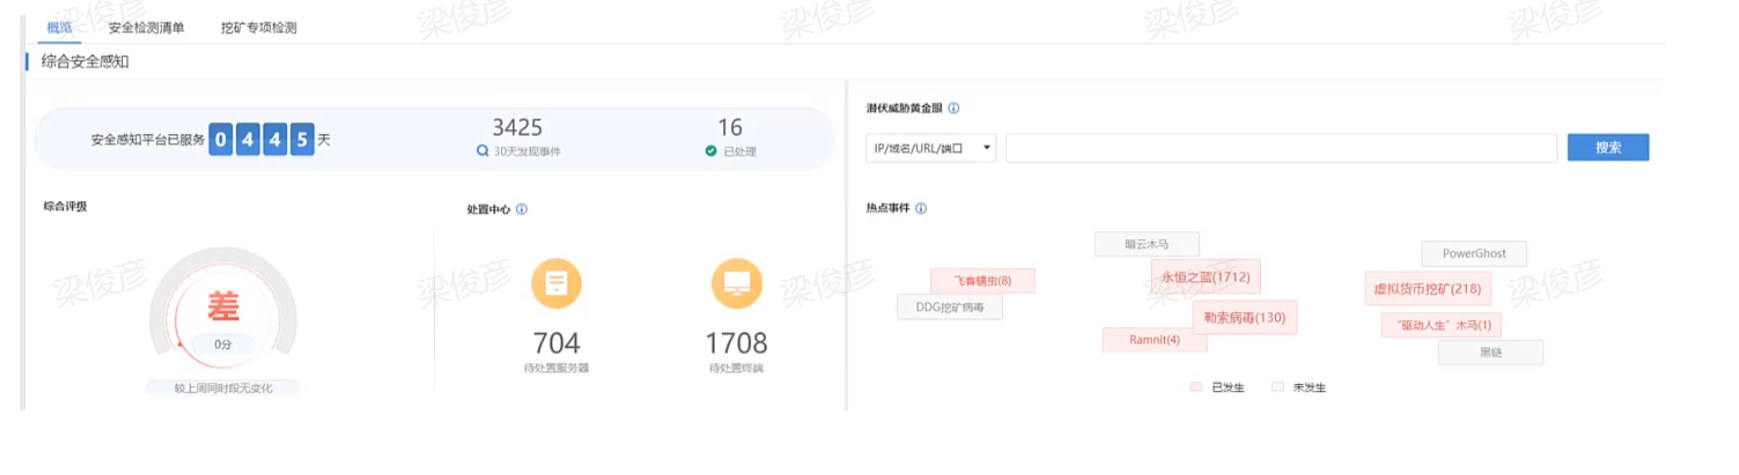 概览 安全检测清单 挖矿专项检测
综合安全感知
安全感知平台已服务 0 4 4 5 天
3425
30天发现事件
16
已处理
综合评级
差
0分
较上周同时段无变化
处置中心
704
待处置服务器
1708
待处置终端
潜伏威胁黄金眼
IP/域名/URL/端口
搜索
热点事件
暗云木马
PowerGhost
飞客蠕虫(8)
永恒之蓝(1712)
虚拟货币挖矿(218)
DDG挖矿病毒
勒索病毒(130)
"驱动人生" 木马(1)
Ramnit(4)
黑链
已发生 未发生
梁俊彦
梁俊彦
梁俊彦
梁俊彦
梁俊彦
梁俊彦
梁俊彦
梁俊彦